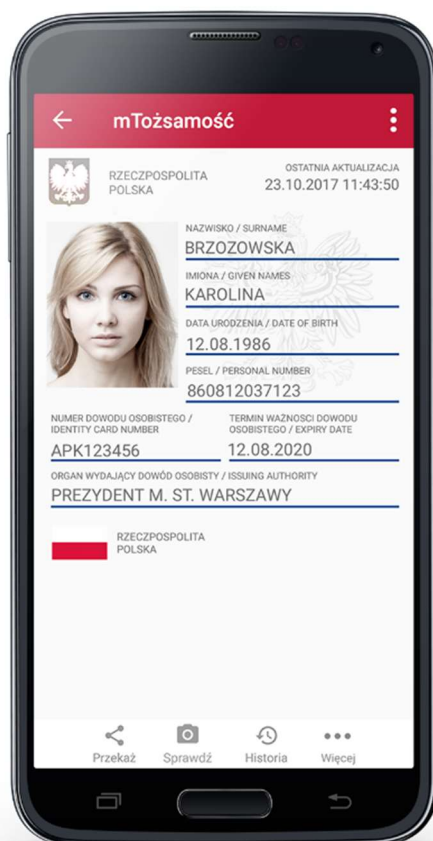 mTożsamość
RZECZPOSPOLITA
POLSKA
OSTATNIA AKTUALIZACJA
23.10.2017 11:43:50
NAZWISKO / SURNAME
BRZOZOWSKA
IMIONA / GIVEN NAMES
KAROLINA
DATA URODZENIA / DATE OF BIRTH
12.08.1986
PESEL / PERSONAL NUMBER
860812037123
NUMER DOWODU OSOBISTEGO /
IDENTITY CARD NUMBER
APK123456
TERMIN WAŻNOŚCI DOWODU
OSOBISTEGO / EXPIRY DATE
12.08.2020
ORGAN WYDAJĄCY DOWÓD OSOBISTY / ISSUING AUTHORITY
PREZYDENT M. ST. WARSZAWY
RZECZPOSPOLITA
POLSKA
Przekaż
Sprawdź
Historia
Więcej